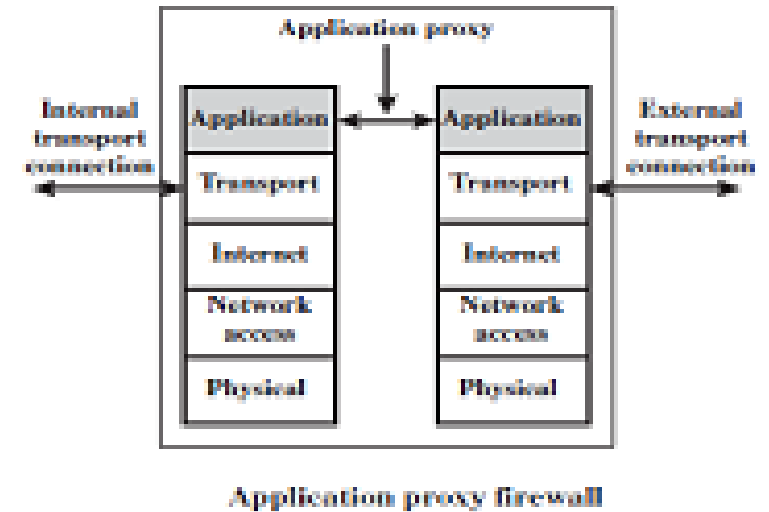 Application proxy
Internal
transport
connection
External
transport
connection
Application
Transport
Internet
Network
access
Physical
Application
Transport
Internet
Network
access
Physical
Application proxy firewall